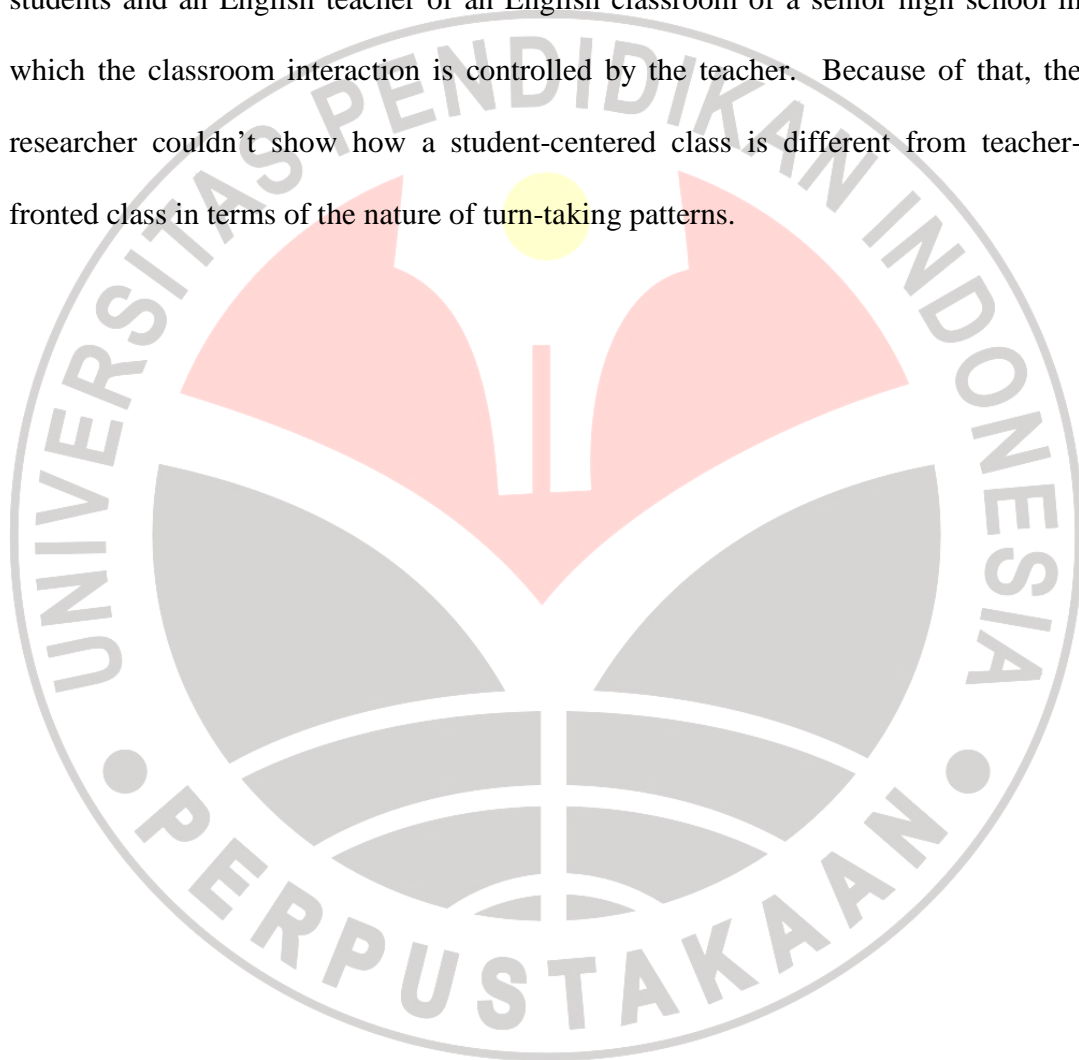 students and an English teacher of an English classroom of a senior high school in
which the classroom interaction is controlled by the teacher. Because of that, the
researcher couldn’t show how a student-centered class is different from teacher-
fronted class in terms of the nature of turn-taking patterns.
UNIVERSITAS PENDIDIKAN INDONESIA
PERPUSTAKAAN